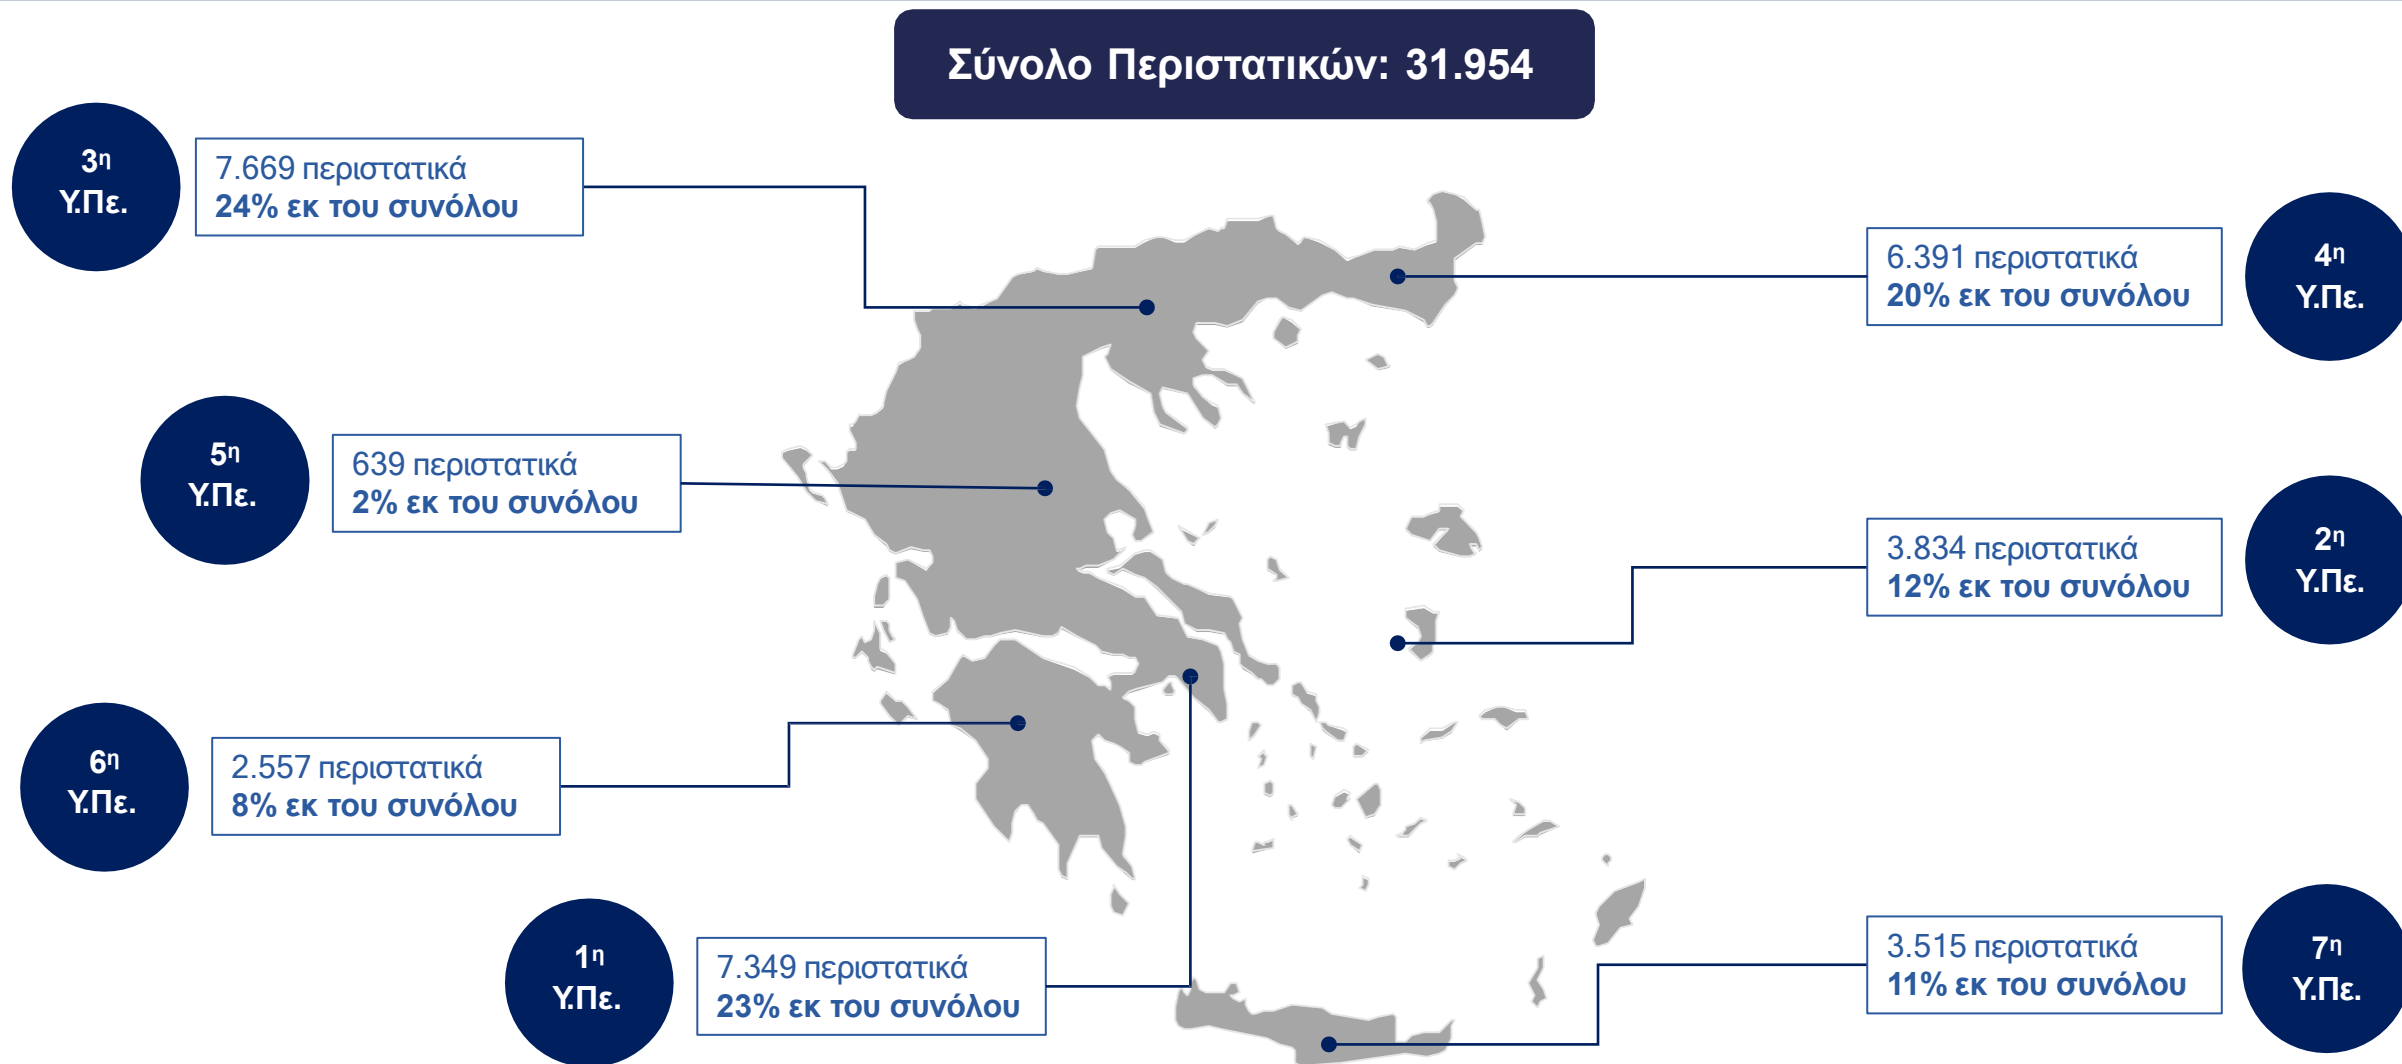 Σύνολο Περιστατικών: 31.954
3η
Υ.Πε.
7.669 περιστατικά
24% εκ του συνόλου
4η
Υ.Πε.
6.391 περιστατικά
20% εκ του συνόλου
5η
Υ.Πε.
639 περιστατικά
2% εκ του συνόλου
2η
Υ.Πε.
3.834 περιστατικά
12% εκ του συνόλου
6η
Υ.Πε.
2.557 περιστατικά
8% εκ του συνόλου
1η
Υ.Πε.
7.349 περιστατικά
23% εκ του συνόλου
7η
Υ.Πε.
3.515 περιστατικά
11% εκ του συνόλου